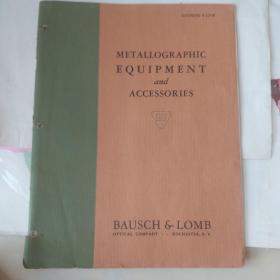 METALLOGRAPHIC
EQUIPMENT
and
ACCESSORIES
BAUSCH & LOMB
OPTICAL COMPANY · · ROCHESTER, N. Y.